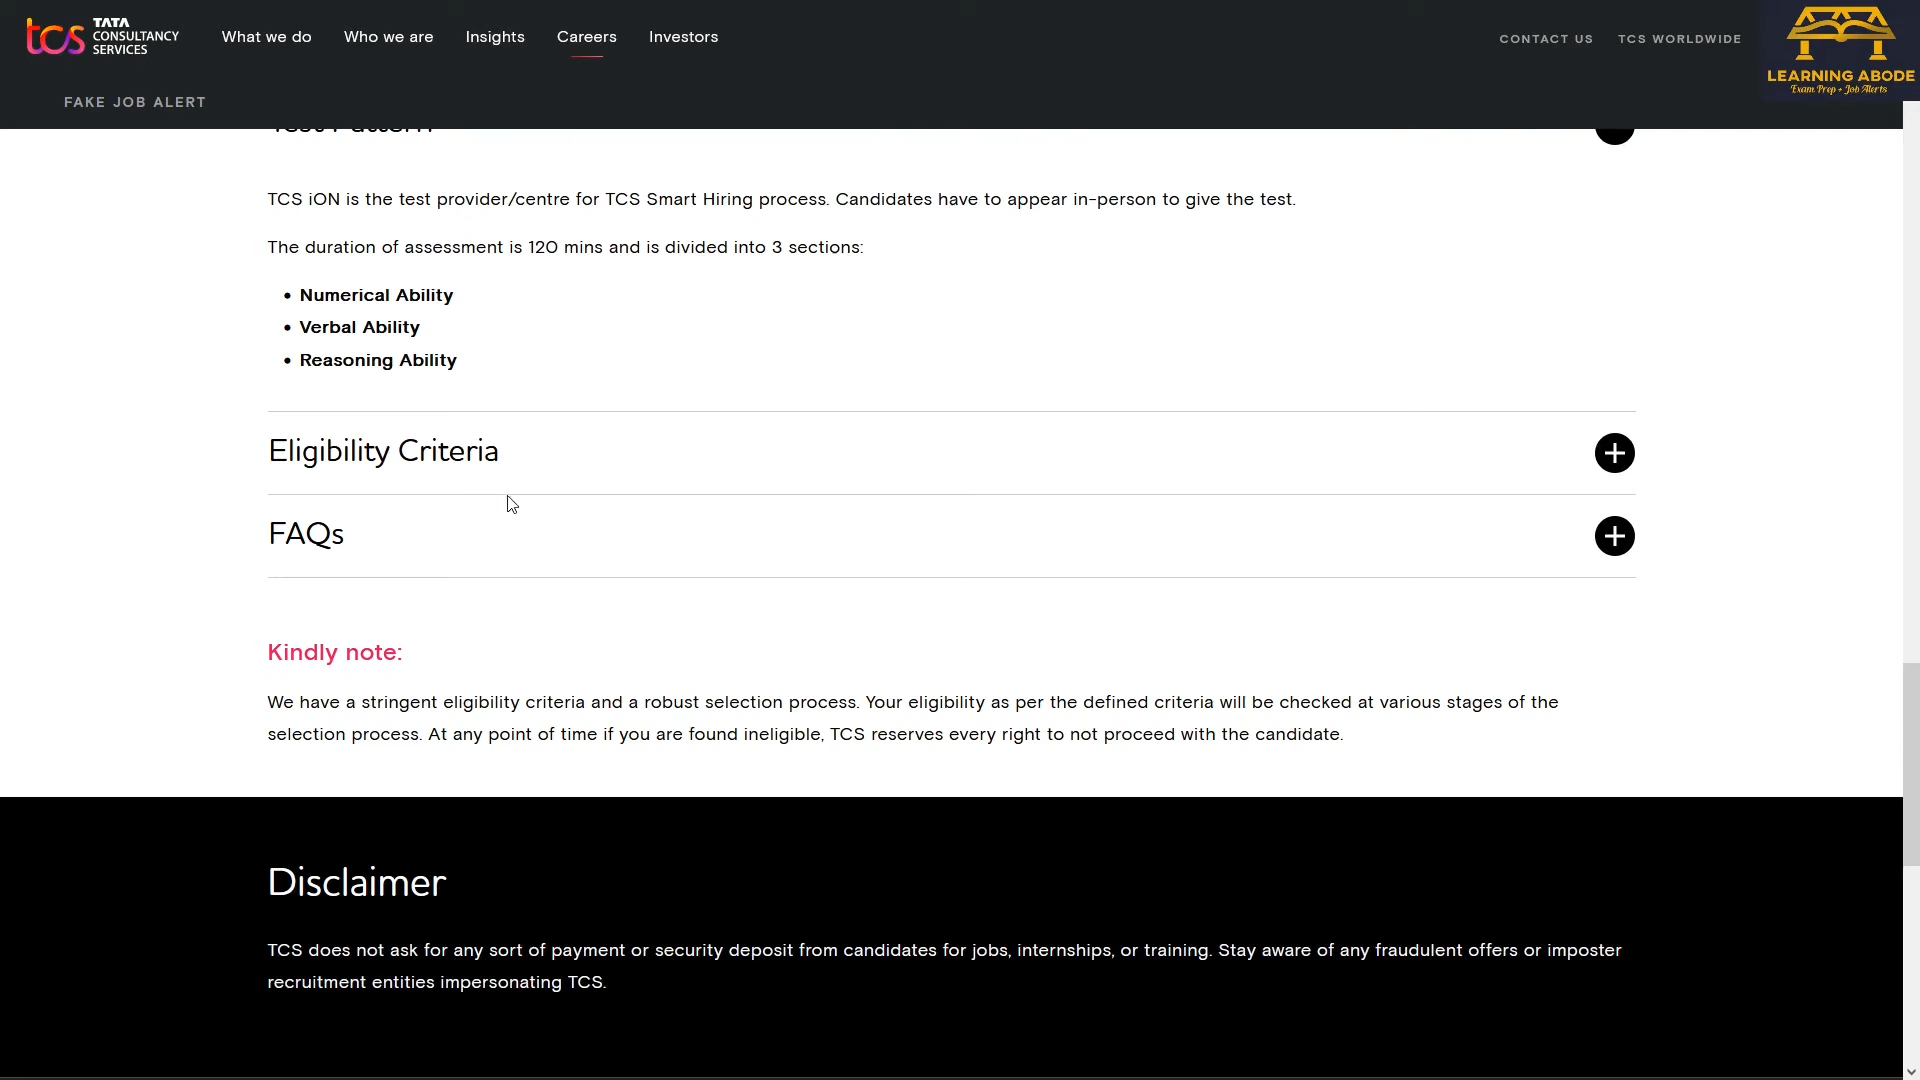 tcs TATA CONSULTANCY SERVICES
What we do Who we are Insights Careers Investors
CONTACT US TCS WORLDWIDE
LEARNING ABODE
Exam Prep + Job Alerts
FAKE JOB ALERT
Test Pattern
TCS iON is the test provider/centre for TCS Smart Hiring process. Candidates have to appear in-person to give the test.
The duration of assessment is 120 mins and is divided into 3 sections:
• Numerical Ability
• Verbal Ability
• Reasoning Ability
Eligibility Criteria
FAQs
Kindly note:
We have a stringent eligibility criteria and a robust selection process. Your eligibility as per the defined criteria will be checked at various stages of the
selection process. At any point of time if you are found ineligible, TCS reserves every right to not proceed with the candidate.
Disclaimer
TCS does not ask for any sort of payment or security deposit from candidates for jobs, internships, or training. Stay aware of any fraudulent offers or imposter
recruitment entities impersonating TCS.